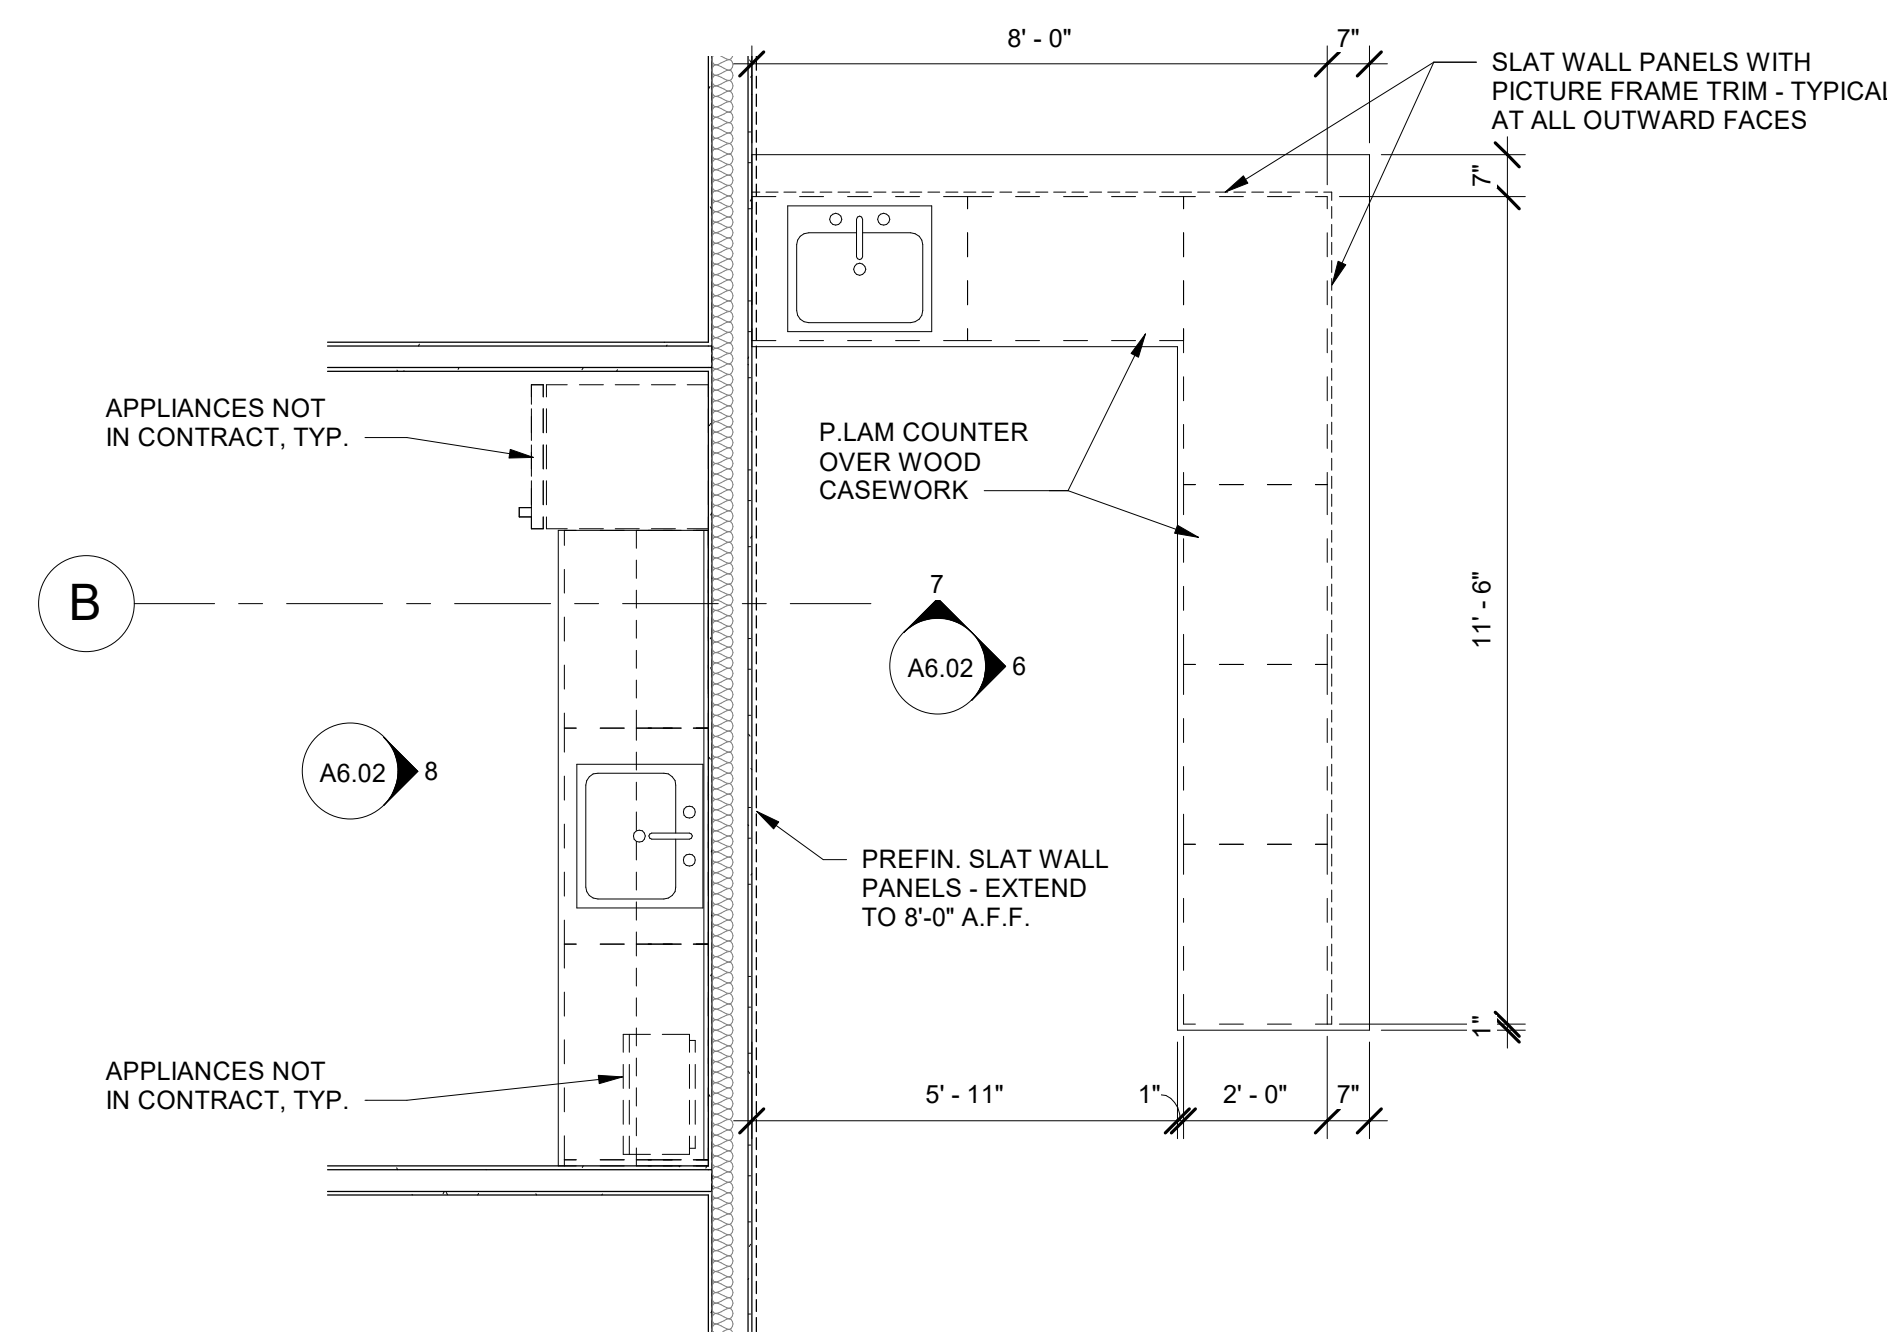 8' - 0"
7"
SLAT WALL PANELS WITH
PICTURE FRAME TRIM - TYPICAL
AT ALL OUTWARD FACES
7"
APPLIANCES NOT
IN CONTRACT, TYP.
P.LAM COUNTER
OVER WOOD
CASEWORK
B
7
A6.02
6
11' - 6"
A6.02
8
PREFIN. SLAT WALL
PANELS - EXTEND
TO 8'-0" A.F.F.
1"
APPLIANCES NOT
IN CONTRACT, TYP.
5' - 11"
1"
2' - 0"
7"